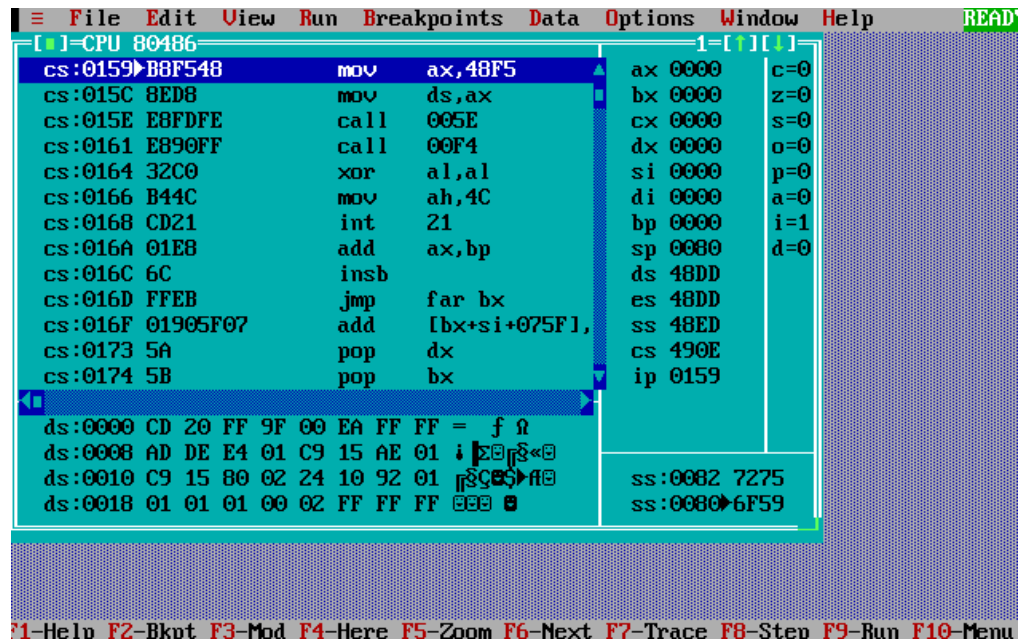 ≡ File Edit View Run Breakpoints Data Options Window Help READY
[■]=CPU 80486 1=[↑][↓]
cs:0159►B8F548 mov ax,48F5 ax 0000 c=0
cs:015C 8ED8 mov ds,ax bx 0000 z=0
cs:015E E8FDFE call 005E cx 0000 s=0
cs:0161 E890FF call 00F4 dx 0000 o=0
cs:0164 32C0 xor al,al si 0000 p=0
cs:0166 B44C mov ah,4C di 0000 a=0
cs:0168 CD21 int 21 bp 0000 i=1
cs:016A 01E8 add ax,bp sp 0080 d=0
cs:016C 6C insb ds 48DD
cs:016D FFEB jmp far bx es 48DD
cs:016F 01905F07 add [bx+si+075F], ss 48ED
cs:0173 5A pop dx cs 490E
cs:0174 5B pop bx ip 0159
ds:0000 CD 20 FF 9F 00 EA FF FF = ƒ Ω
ds:0008 AD DE E4 01 C9 15 AE 01 ¡▐Σ☺╔§«☺
ds:0010 C9 15 80 02 24 10 92 01 ╔§Ç☻$►Æ☺ ss:0082 7275
ds:0018 01 01 01 00 02 FF FF FF ☺☺☺ ☻ ss:0080►6F59
F1-Help F2-Bkpt F3-Mod F4-Here F5-Zoom F6-Next F7-Trace F8-Step F9-Run F10-Menu